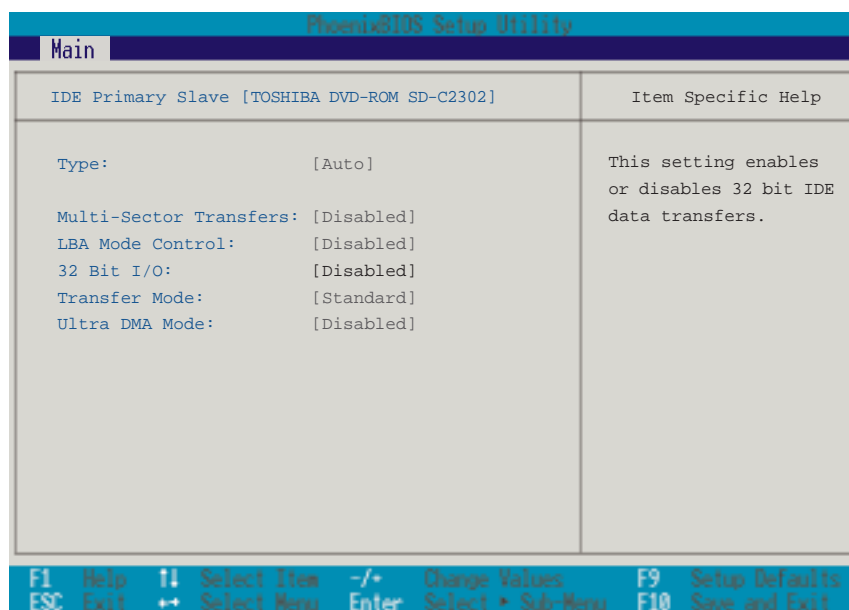 PhoenixBIOS Setup Utility
Main
IDE Primary Slave [TOSHIBA DVD-ROM SD-C2302]
Item Specific Help
Type: [Auto]
Multi-Sector Transfers: [Disabled]
LBA Mode Control: [Disabled]
32 Bit I/O: [Disabled]
Transfer Mode: [Standard]
Ultra DMA Mode: [Disabled]
This setting enables
or disables 32 bit IDE
data transfers.
F1 Help ↑↓ Select Item -/+ Change Values F9 Setup Defaults
ESC Exit ←→ Select Menu Enter Select ▸ Sub-Menu F10 Save and Exit